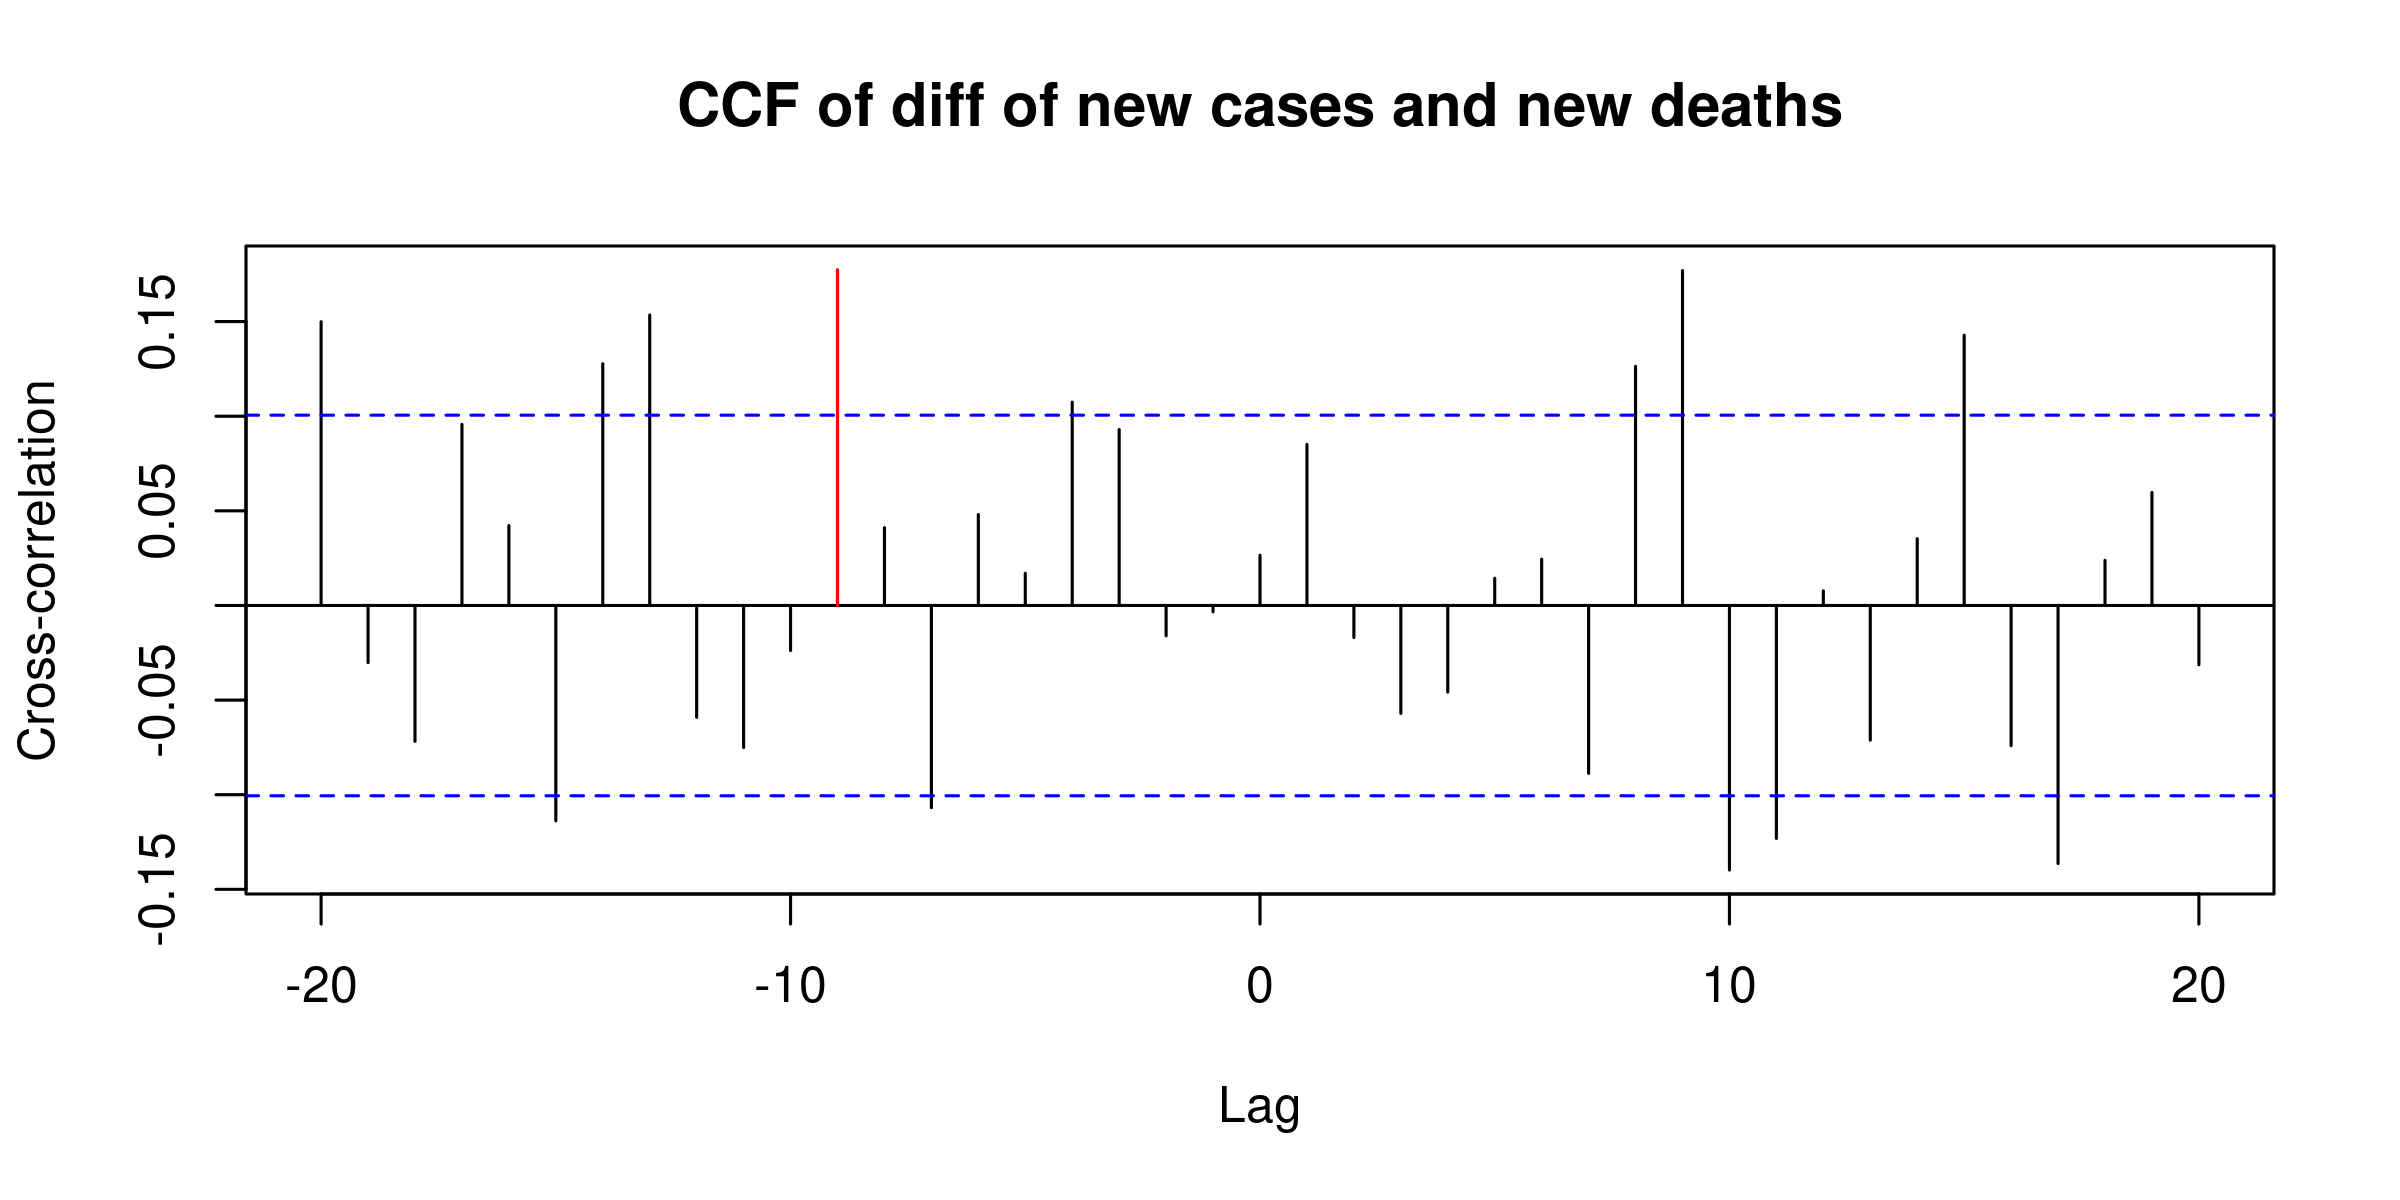 CCF of diff of new cases and new deaths
Cross-correlation
0.15
0.05
-0.05
-0.15
-20 -10 0 10 20
Lag